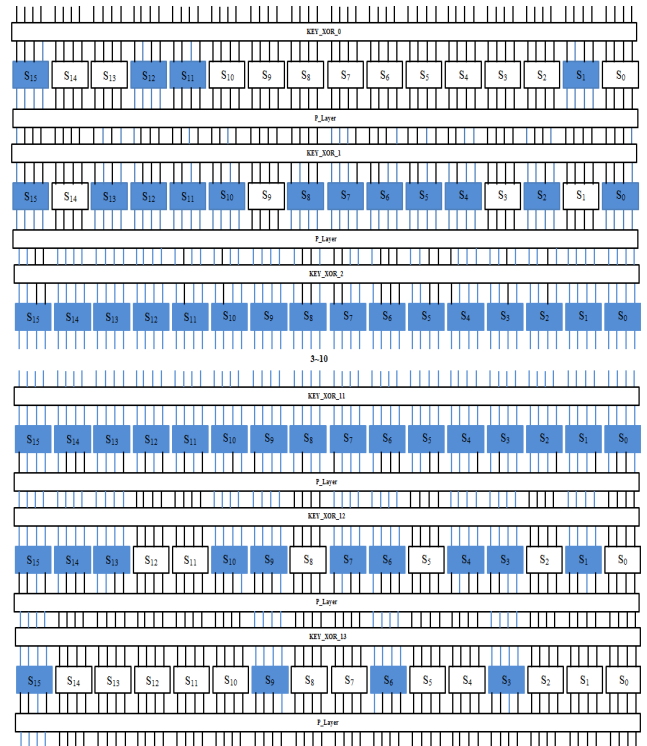 KEY_XOR_0
S15 S14 S13 S12 S11 S10 S9 S8 S7 S6 S5 S4 S3 S2 S1 S0
P_Layer
KEY_XOR_1
S15 S14 S13 S12 S11 S10 S9 S8 S7 S6 S5 S4 S3 S2 S1 S0
P_Layer
KEY_XOR_2
S15 S14 S13 S12 S11 S10 S9 S8 S7 S6 S5 S4 S3 S2 S1 S0
3~10
KEY_XOR_11
S15 S14 S13 S12 S11 S10 S9 S8 S7 S6 S5 S4 S3 S2 S1 S0
P_Layer
KEY_XOR_12
S15 S14 S13 S12 S11 S10 S9 S8 S7 S6 S5 S4 S3 S2 S1 S0
P_Layer
KEY_XOR_13
S15 S14 S13 S12 S11 S10 S9 S8 S7 S6 S5 S4 S3 S2 S1 S0
P_Layer